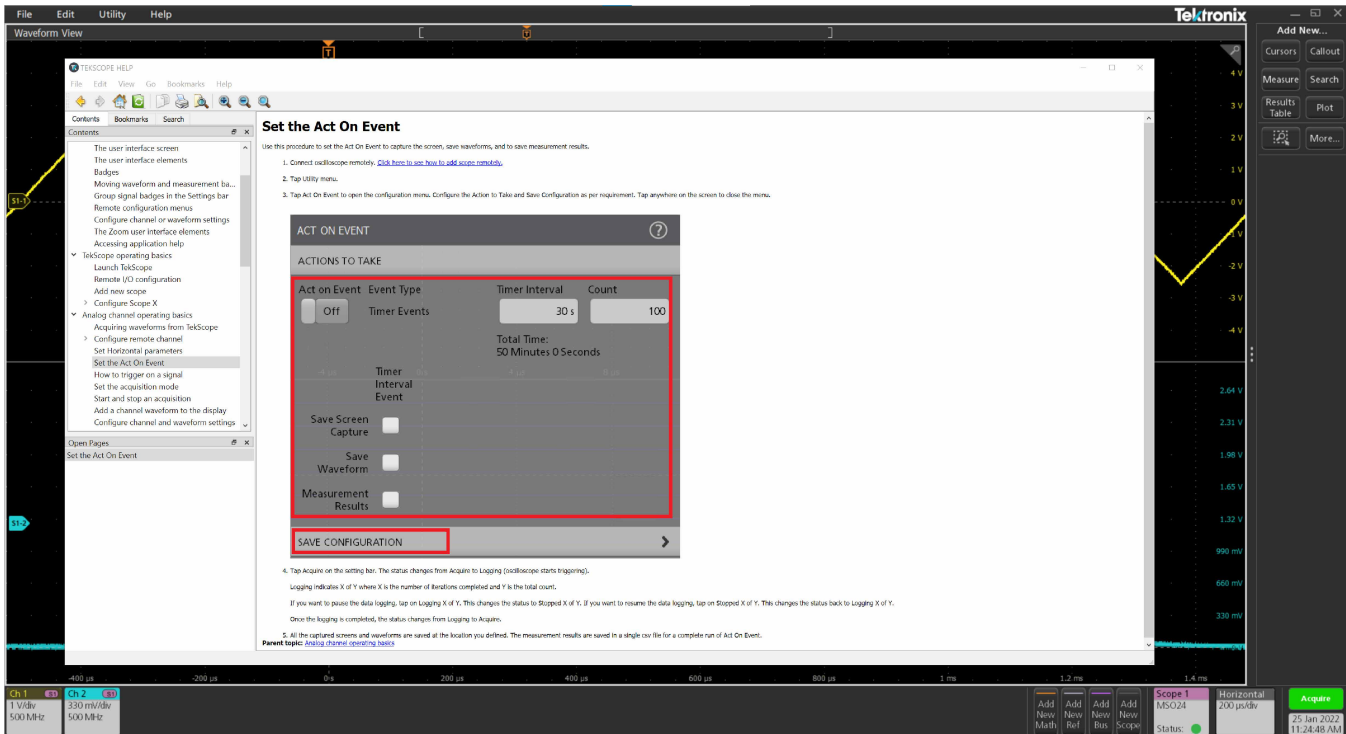 File Edit Utility Help
Tektronix
Waveform View
[ T ]
T
Add New...
Cursors Callout
Measure Search
Results Table Plot
More...
TEKSCOPE HELP
File Edit View Go Bookmarks Help
Contents Bookmarks Search
Contents
The user interface screen
The user interface elements
Badges
Moving waveform and measurement ba...
Group signal badges in the Settings bar
Remote configuration menus
Configure channel or waveform settings
The Zoom user interface elements
Accessing application help
TekScope operating basics
Launch TekScope
Remote I/O configuration
Add new scope
Configure Scope X
Analog channel operating basics
Acquiring waveforms from TekScope
Configure remote channel
Set Horizontal parameters
Set the Act On Event
How to trigger on a signal
Set the acquisition mode
Start and stop an acquisition
Add a channel waveform to the display
Configure channel and waveform settings
Open Pages
Set the Act On Event
Set the Act On Event
Use this procedure to set the Act On Event to capture the screen, save waveforms, and to save measurement results.
1. Connect oscilloscope remotely. Click here to see how to add scope remotely.
2. Tap Utility menu.
3. Tap Act On Event to open the configuration menu. Configure the Action to Take and Save Configuration as per requirement. Tap anywhere on the screen to close the menu.
ACT ON EVENT ?
ACTIONS TO TAKE
Act on Event Event Type Timer Interval Count
Off Timer Events 30 s 100
Total Time:
50 Minutes 0 Seconds
Timer
Interval
Event
Save Screen
Capture
Save
Waveform
Measurement
Results
SAVE CONFIGURATION
4. Tap Acquire on the setting bar. The status changes from Acquire to Logging (oscilloscope starts triggering).
Logging indicates X of Y where X is the number of iterations completed and Y is the total count.
If you want to pause the data logging, tap on Logging X of Y. This changes the status to Stopped X of Y. If you want to resume the data logging, tap on Stopped X of Y. This changes the status back to Logging X of Y.
Once the logging is completed, the status changes from Logging to Acquire.
5. All the captured screens and waveforms are saved at the location you defined. The measurement results are saved in a single csv file for a complete run of Act On Event.
Parent topic: Analog channel operating basics
S1-1
S1-2
4 V
3 V
2 V
1 V
0 V
-1 V
-2 V
-3 V
-4 V
2.64 V
2.31 V
1.98 V
1.65 V
1.32 V
990 mV
660 mV
330 mV
-400 µs -200 µs 0 s 200 µs 400 µs 600 µs 800 µs 1 ms 1.2 ms 1.4 ms
Ch 1 S1
1 V/div
500 MHz
Ch 2 S1
330 mV/div
500 MHz
Add New Math
Add New Ref
Add New Bus
Add New Scope
Scope 1
MSO24
Status:
Horizontal
200 µs/div
Acquire
25 Jan 2022
11:24:48 AM